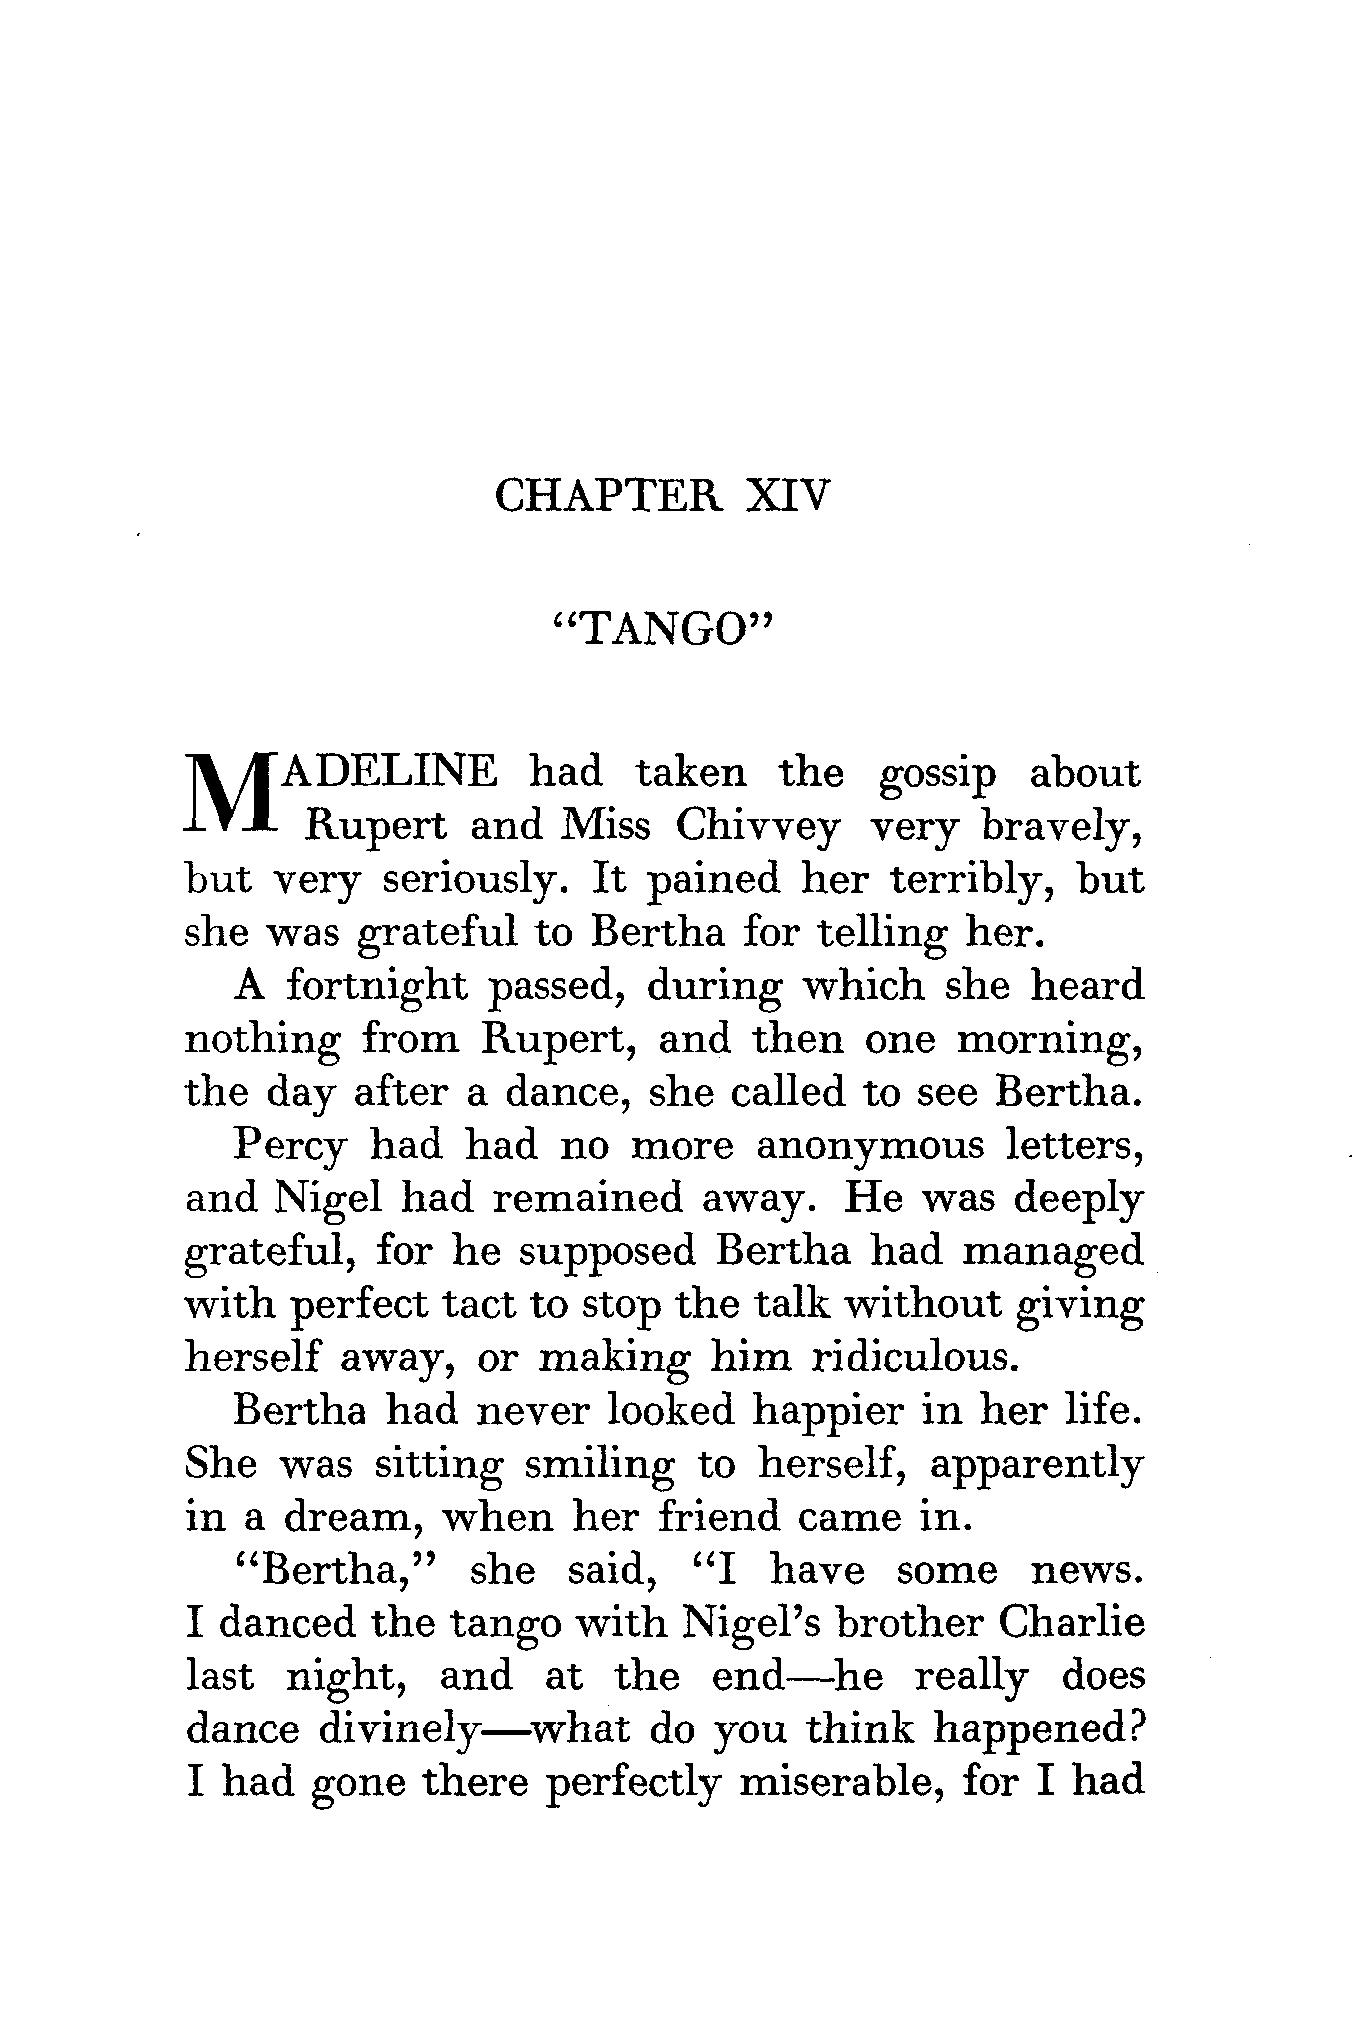 CHAPTER XIV
“TANGO”
MADELINE had taken the gossip about
Rupert and Miss Chivvey very bravely,
but very seriously. It pained her terribly, but
she was grateful to Bertha for telling her.
A fortnight passed, during which she heard
nothing from Rupert, and then one morning,
the day after a dance, she called to see Bertha.
Percy had had no more anonymous letters,
and Nigel had remained away. He was deeply
grateful, for he supposed Bertha had managed
with perfect tact to stop the talk without giving
herself away, or making him ridiculous.
Bertha had never looked happier in her life.
She was sitting smiling to herself, apparently
in a dream, when her friend came in.
“Bertha,” she said, “I have some news.
I danced the tango with Nigel’s brother Charlie
last night, and at the end—he really does
dance divinely—what do you think happened?
I had gone there perfectly miserable, for I had